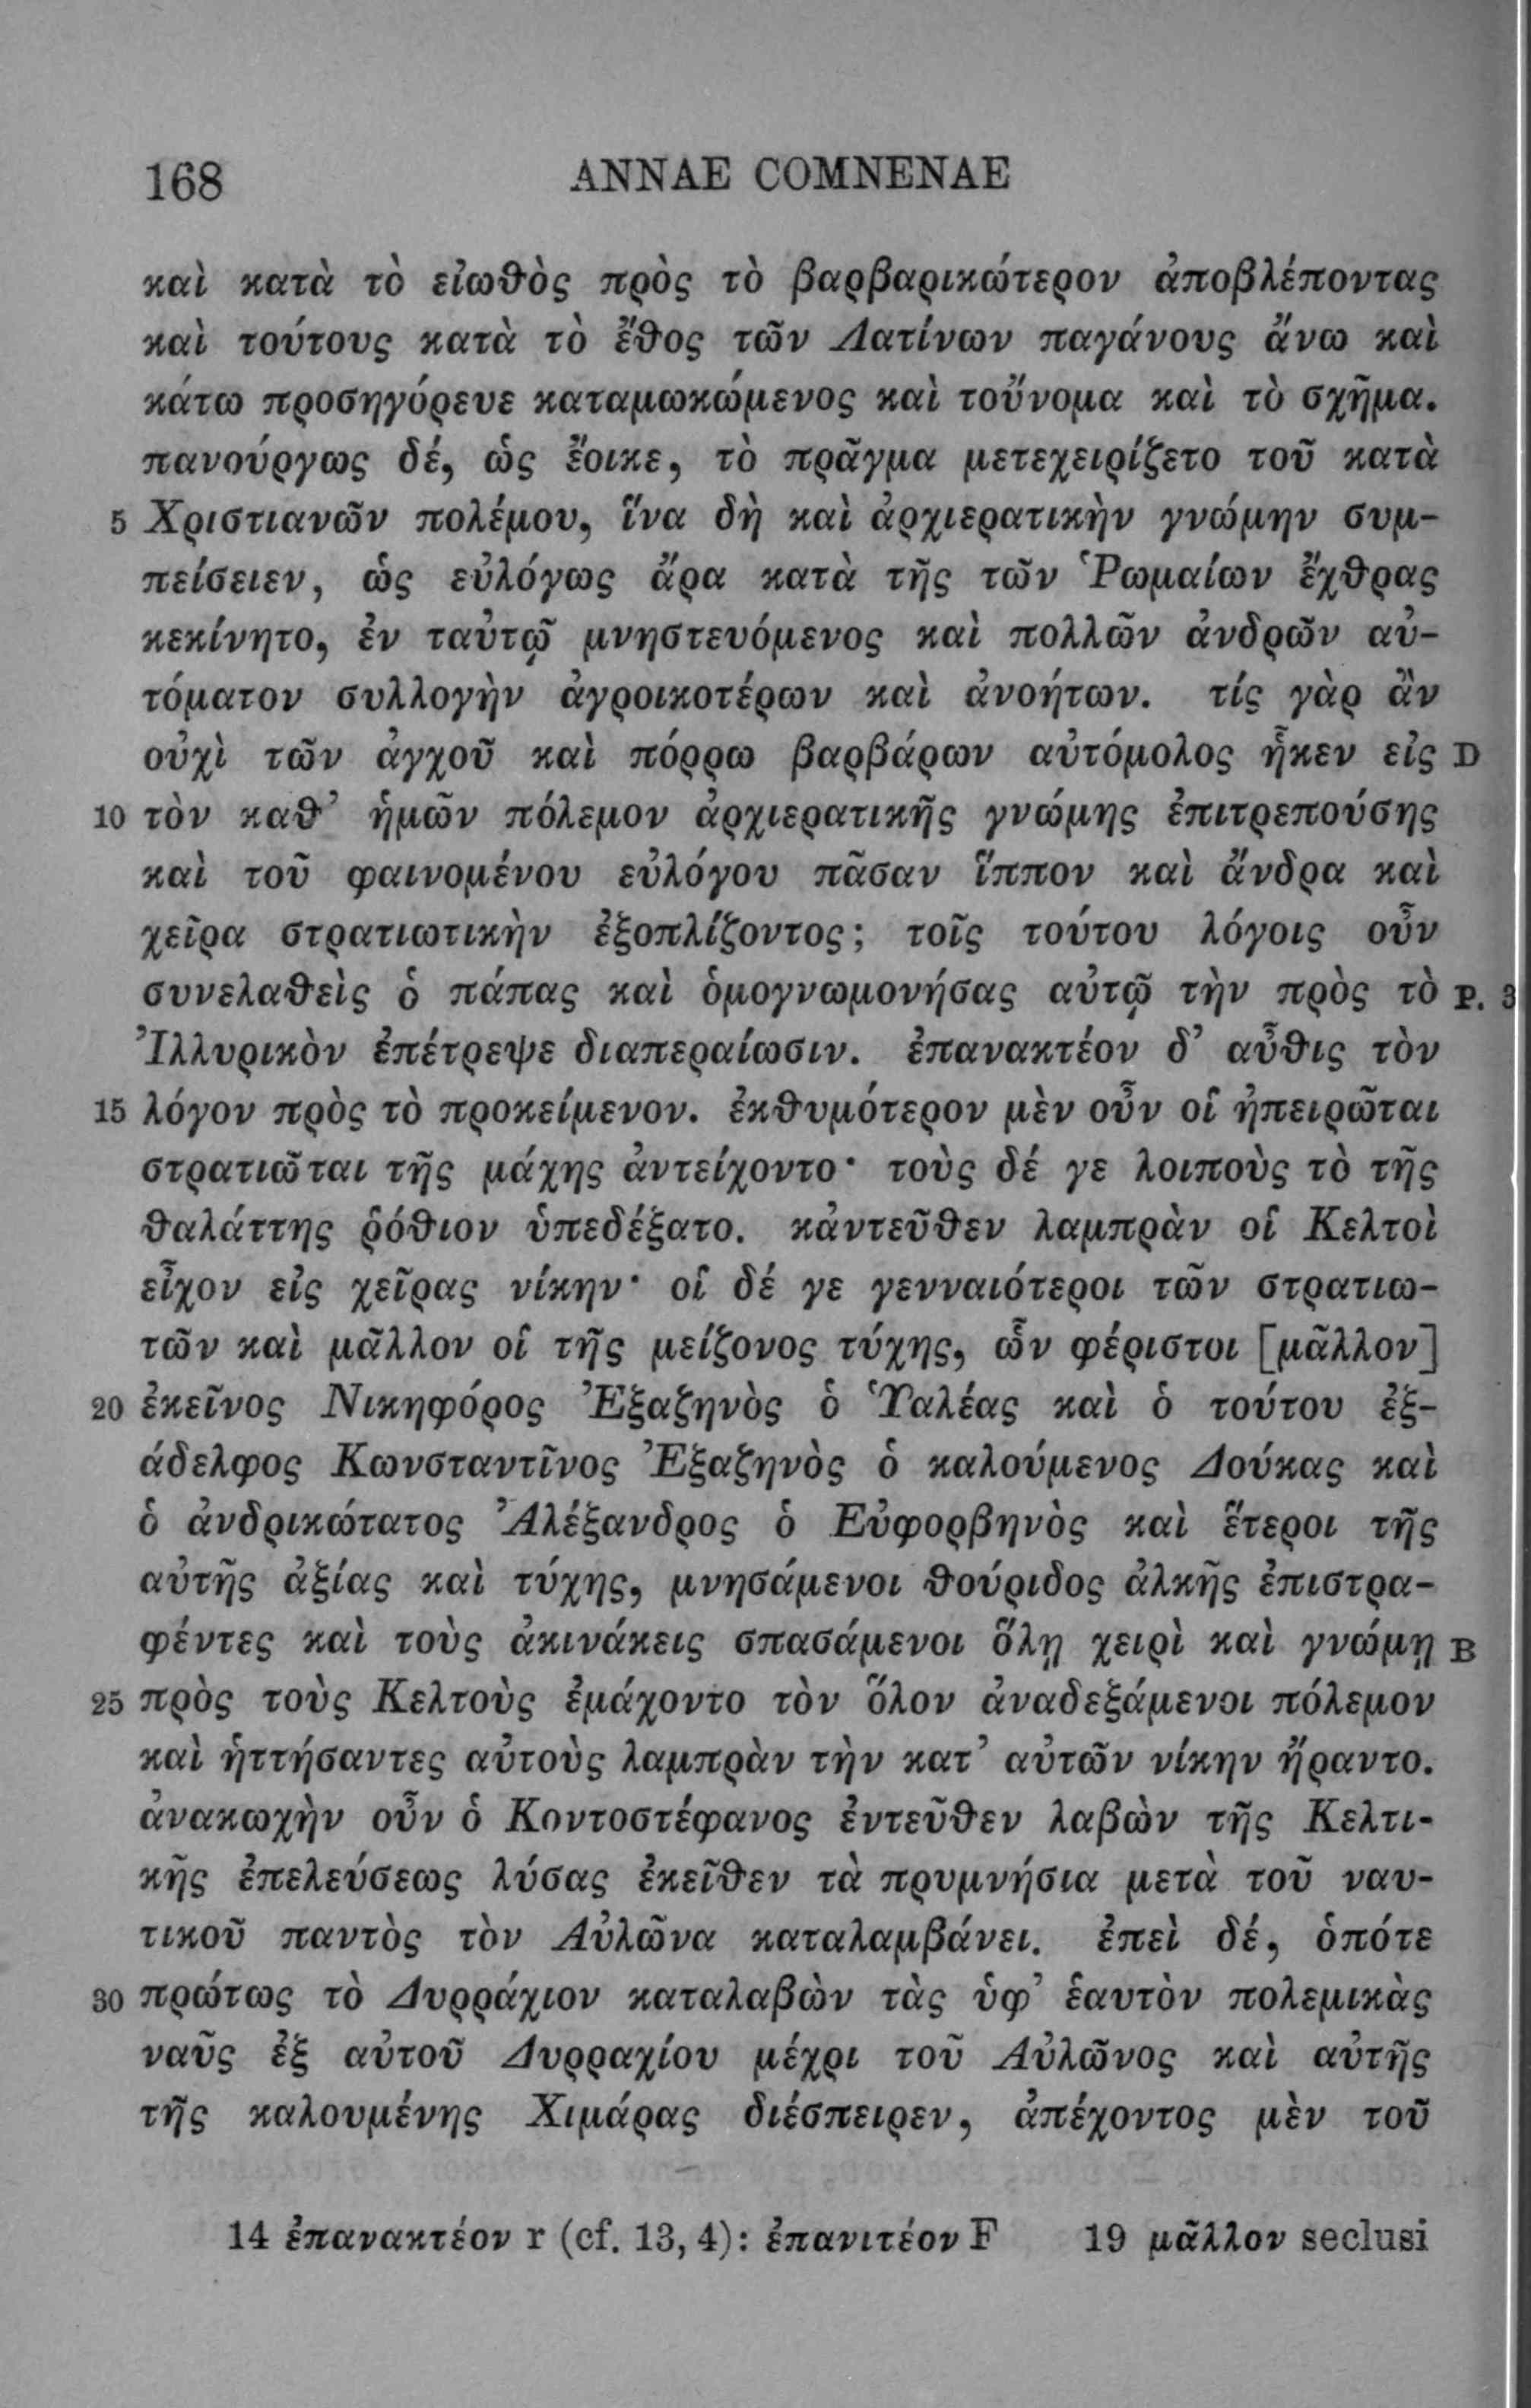 168 ANNAE COMNENAE
καὶ κατὰ τὸ εἰωθὸς πρὸς τὸ βαρβαρικώτερον ἀποβλέποντας
καὶ τούτους κατὰ τὸ ἔθος τῶν Λατίνων παγάνους ἄνω καὶ
κάτω προσηγόρευε καταμωκώμενος καὶ τοὔνομα καὶ τὸ σχῆμα.
πανούργως δέ, ὡς ἔοικε, τὸ πρᾶγμα μετεχειρίζετο τοῦ κατὰ
5 Χριστιανῶν πολέμου, ἵνα δὴ καὶ ἀρχιερατικὴν γνώμην συμ-
πείσειεν, ὡς εὐλόγως ἄρα κατὰ τῆς τῶν Ῥωμαίων ἔχθρας
κεκίνητο, ἐν ταὐτῷ μνηστευόμενος καὶ πολλῶν ἀνδρῶν αὐ-
τόματον συλλογὴν ἀγροικοτέρων καὶ ἀνοήτων. τίς γὰρ ἂν
οὐχὶ τῶν ἀγχοῦ καὶ πόρρω βαρβάρων αὐτόμολος ἧκεν εἰς D
10 τὸν καθ’ ἡμῶν πόλεμον ἀρχιερατικῆς γνώμης ἐπιτρεπούσης
καὶ τοῦ φαινομένου εὐλόγου πᾶσαν ἵππον καὶ ἄνδρα καὶ
χεῖρα στρατιωτικὴν ἐξοπλίζοντος; τοῖς τούτου λόγοις οὖν
συνελαθεὶς ὁ πάπας καὶ ὁμογνωμονήσας αὐτῷ τὴν πρὸς τὸ P. 3
Ἰλλυρικὸν ἐπέτρεψε διαπεραίωσιν. ἐπανακτέον δ’ αὖθις τὸν
15 λόγον πρὸς τὸ προκείμενον. ἐκθυμότερον μὲν οὖν οἱ ἠπειρῶται
στρατιῶται τῆς μάχης ἀντείχοντο· τοὺς δέ γε λοιποὺς τὸ τῆς
θαλάττης ῥόθιον ὑπεδέξατο. κἀντεῦθεν λαμπρὰν οἱ Κελτοὶ
εἶχον εἰς χεῖρας νίκην· οἱ δέ γε γενναιότεροι τῶν στρατιω-
τῶν καὶ μᾶλλον οἱ τῆς μείζονος τύχης, ὧν φέριστοι [μᾶλλον]
20 ἐκεῖνος Νικηφόρος Ἐξαζηνὸς ὁ Ὑαλέας καὶ ὁ τούτου ἐξ-
άδελφος Κωνσταντῖνος Ἐξαζηνὸς ὁ καλούμενος Δούκας καὶ
ὁ ἀνδρικώτατος Ἀλέξανδρος ὁ Εὐφορβηνὸς καὶ ἕτεροι τῆς
αὐτῆς ἀξίας καὶ τύχης, μνησάμενοι θούριδος ἀλκῆς ἐπιστρα-
φέντες καὶ τοὺς ἀκινάκεις σπασάμενοι ὅλῃ χειρὶ καὶ γνώμῃ B
25 πρὸς τοὺς Κελτοὺς ἐμάχοντο τὸν ὅλον ἀναδεξάμενοι πόλεμον
καὶ ἡττήσαντες αὐτοὺς λαμπρὰν τὴν κατ’ αὐτῶν νίκην ἤραντο.
ἀνακωχὴν οὖν ὁ Κοντοστέφανος ἐντεῦθεν λαβὼν τῆς Κελτι-
κῆς ἐπελεύσεως λύσας ἐκεῖθεν τὰ πρυμνήσια μετὰ τοῦ ναυ-
τικοῦ παντὸς τὸν Αὐλῶνα καταλαμβάνει. ἐπεὶ δέ, ὁπότε
30 πρώτως τὸ Δυρράχιον καταλαβὼν τὰς ὑφ’ ἑαυτὸν πολεμικὰς
ναῦς ἐξ αὐτοῦ Δυρραχίου μέχρι τοῦ Αὐλῶνος καὶ αὐτῆς
τῆς καλουμένης Χιμάρας διέσπειρεν, ἀπέχοντος μὲν τοῦ
14 ἐπανακτέον r (cf. 13, 4): ἐπανιτέον F 19 μᾶλλον seclusi